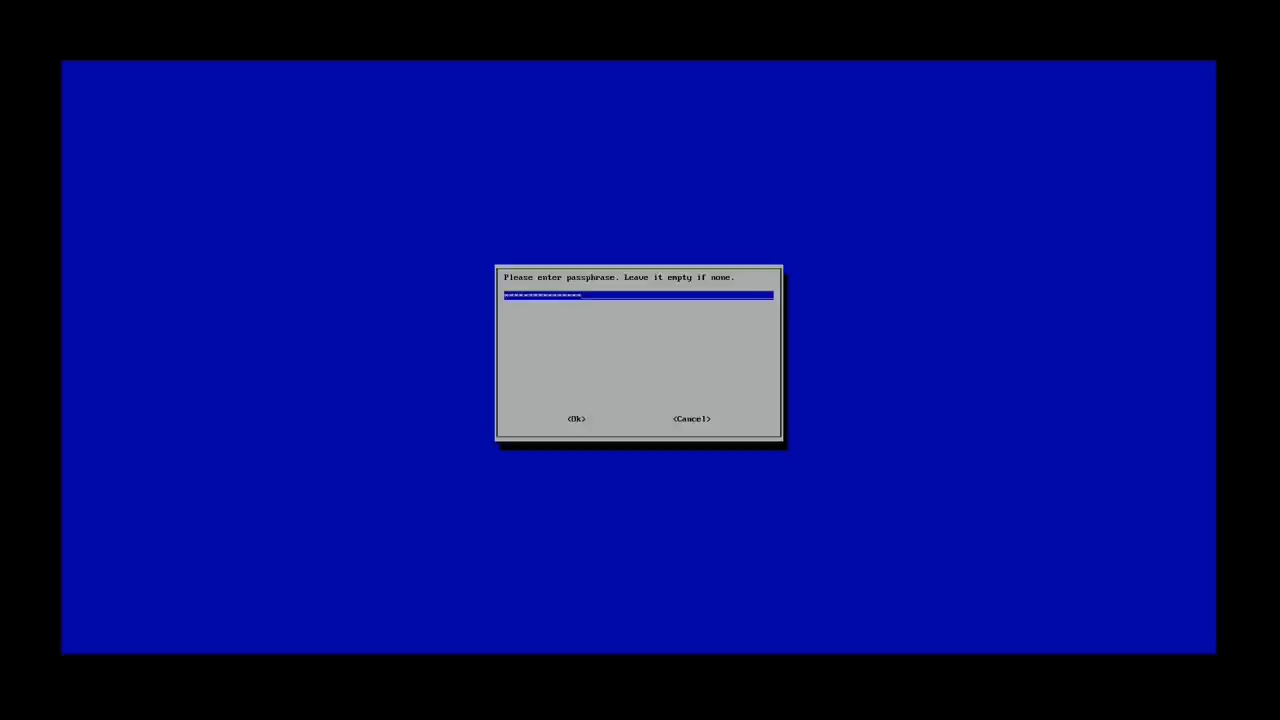 Please enter passphrase. Leave it empty if none.
<Ok> <Cancel>